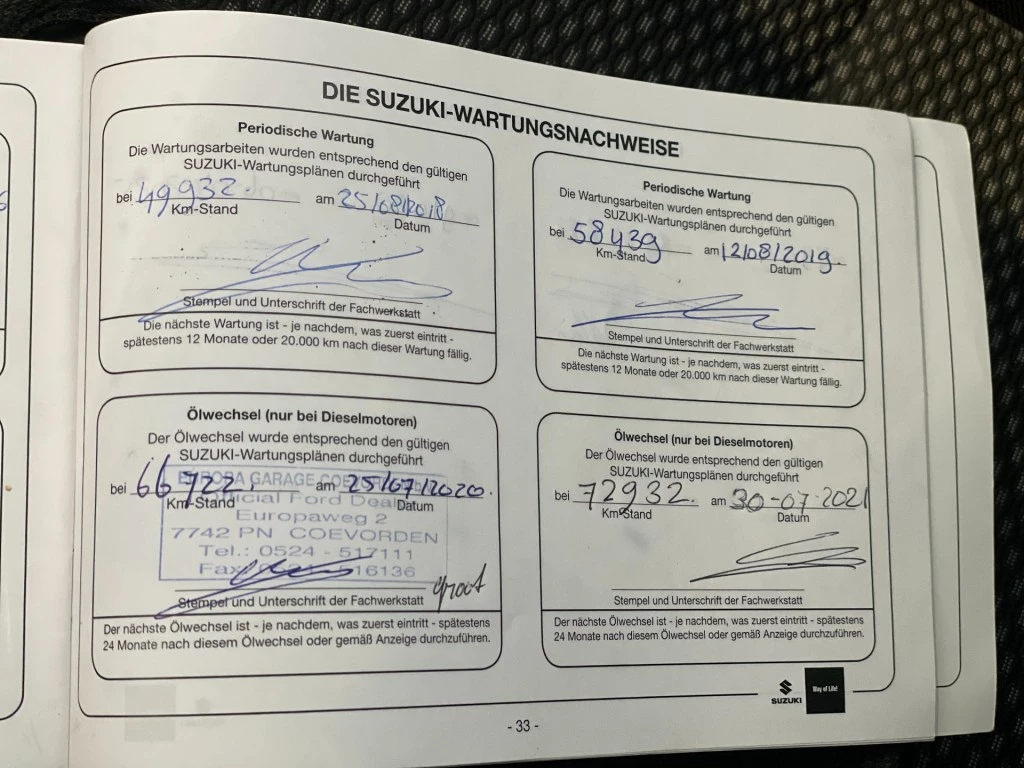 DIE SUZUKI-WARTUNGSNACHWEISE
Periodische Wartung
Die Wartungsarbeiten wurden entsprechend den gültigen
SUZUKI-Wartungsplänen durchgeführt
bei 49932. am 25/08/2018
Km-Stand Datum
Stempel und Unterschrift der Fachwerkstatt
Die nächste Wartung ist - je nachdem, was zuerst eintritt -
spätestens 12 Monate oder 20.000 km nach dieser Wartung fällig.
Periodische Wartung
Die Wartungsarbeiten wurden entsprechend den gültigen
SUZUKI-Wartungsplänen durchgeführt
bei 58439 am 12/08/2019.
Km-Stand Datum
Stempel und Unterschrift der Fachwerkstatt
Die nächste Wartung ist - je nachdem, was zuerst eintritt -
spätestens 12 Monate oder 20.000 km nach dieser Wartung fällig.
Ölwechsel (nur bei Dieselmotoren)
Der Ölwechsel wurde entsprechend den gültigen
SUZUKI-Wartungsplänen durchgeführt
bei 66722. am 25/07/2020.
Km-Stand Datum
EUROPA GARAGE
Official Ford
Europaweg 2
7742 PN COEVORDEN
Tel.: 0524 - 517111
Fax 516136
groot
Stempel und Unterschrift der Fachwerkstatt
Der nächste Ölwechsel ist - je nachdem, was zuerst eintritt - spätestens
24 Monate nach diesem Ölwechsel oder gemäß Anzeige durchzuführen.
Ölwechsel (nur bei Dieselmotoren)
Der Ölwechsel wurde entsprechend den gültigen
SUZUKI-Wartungsplänen durchgeführt
bei 72932. am 30-07-2021
Km-Stand Datum
Stempel und Unterschrift der Fachwerkstatt
Der nächste Ölwechsel ist - je nachdem, was zuerst eintritt - spätestens
24 Monate nach diesem Ölwechsel oder gemäß Anzeige durchzuführen.
SUZUKI
Way of Life!
- 33 -